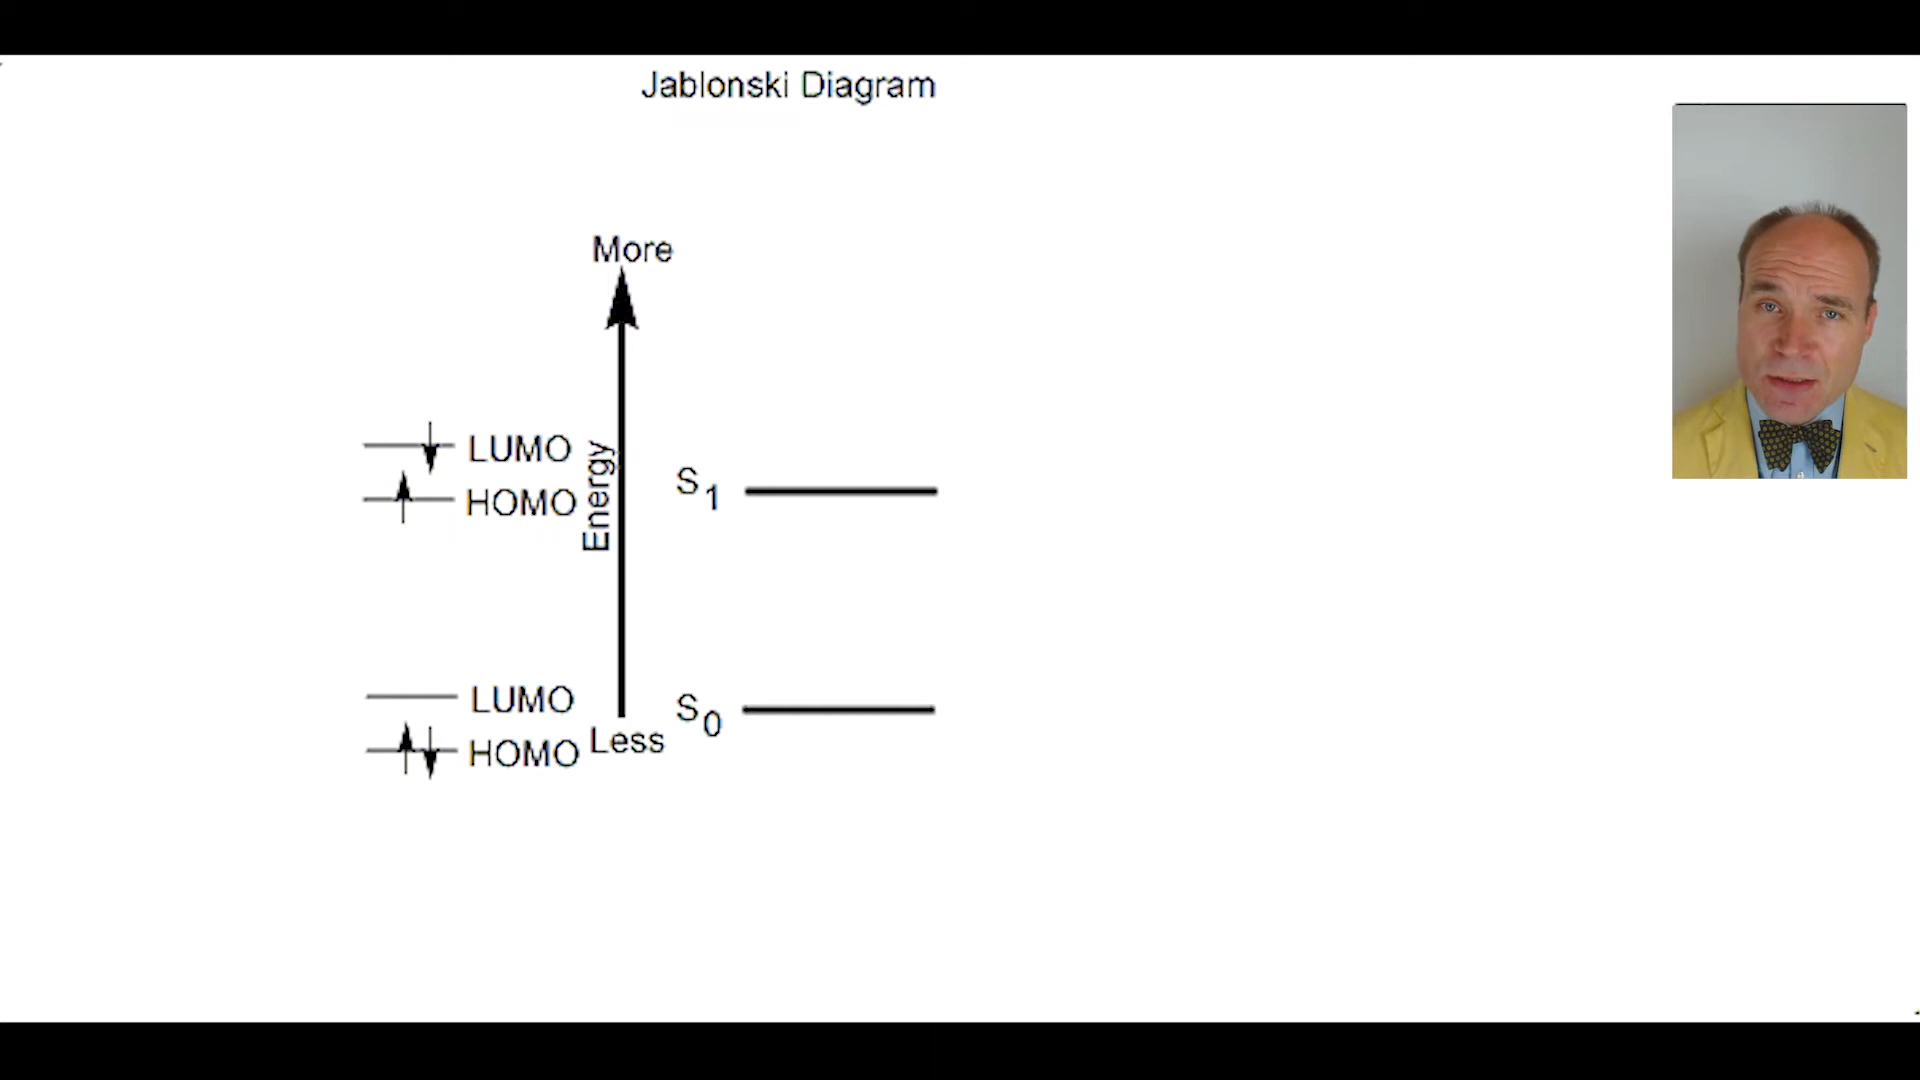 Jablonski Diagram
More
Energy
LUMO
HOMO
S1
LUMO
HOMO
S0
Less